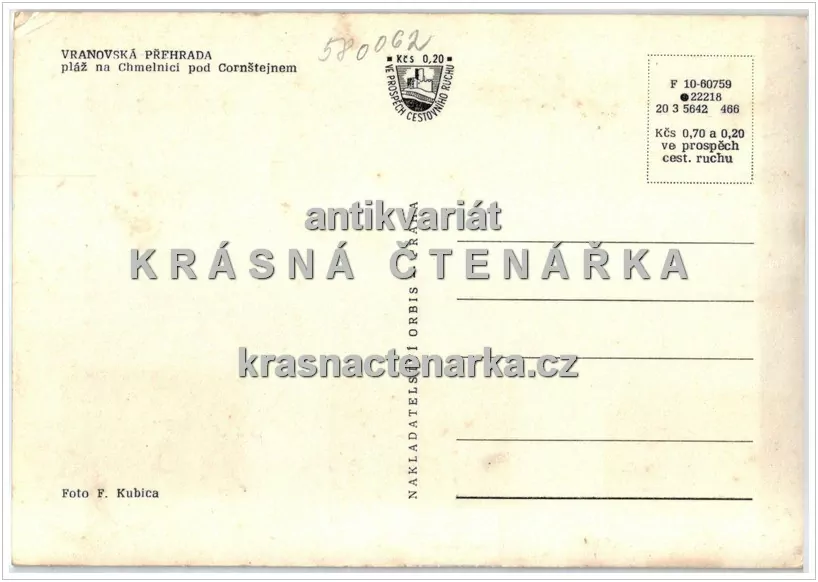 VRANOVSKÁ PŘEHRADA
pláž na Chmelnici pod Cornštejnem
580062
Kčs 0,20
VE PROSPĚCH CESTOVNÍHO RUCHU
F 10-60759
22218
20 3 5642 466
Kčs 0,70 a 0,20
ve prospěch
cest. ruchu
antikvariát
KRÁSNÁ ČTENÁŘKA
krasnactenarka.cz
NAKLADATELSTVÍ ORBIS - PRAHA
Foto F. Kubica